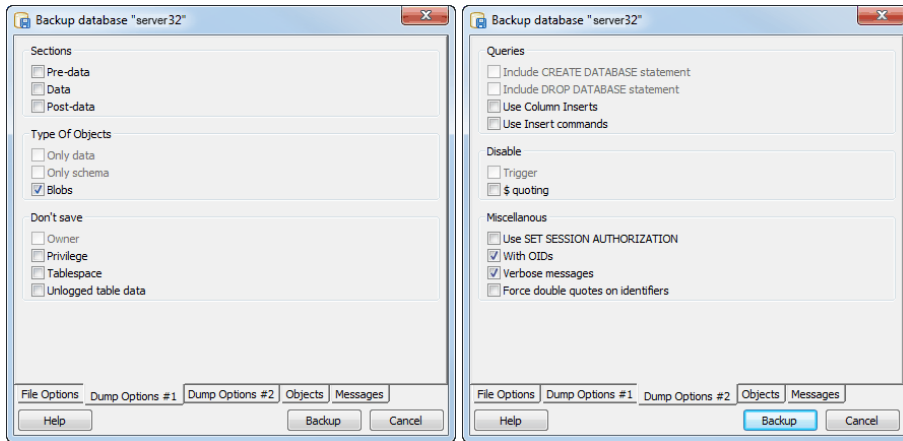 Backup database "server32"
Sections
Pre-data
Data
Post-data
Type Of Objects
Only data
Only schema
Blobs
Don't save
Owner
Privilege
Tablespace
Unlogged table data
File Options Dump Options #1 Dump Options #2 Objects Messages
Help Backup Cancel
Backup database "server32"
Queries
Include CREATE DATABASE statement
Include DROP DATABASE statement
Use Column Inserts
Use Insert commands
Disable
Trigger
$ quoting
Miscellanous
Use SET SESSION AUTHORIZATION
With OIDs
Verbose messages
Force double quotes on identifiers
File Options Dump Options #1 Dump Options #2 Objects Messages
Help Backup Cancel